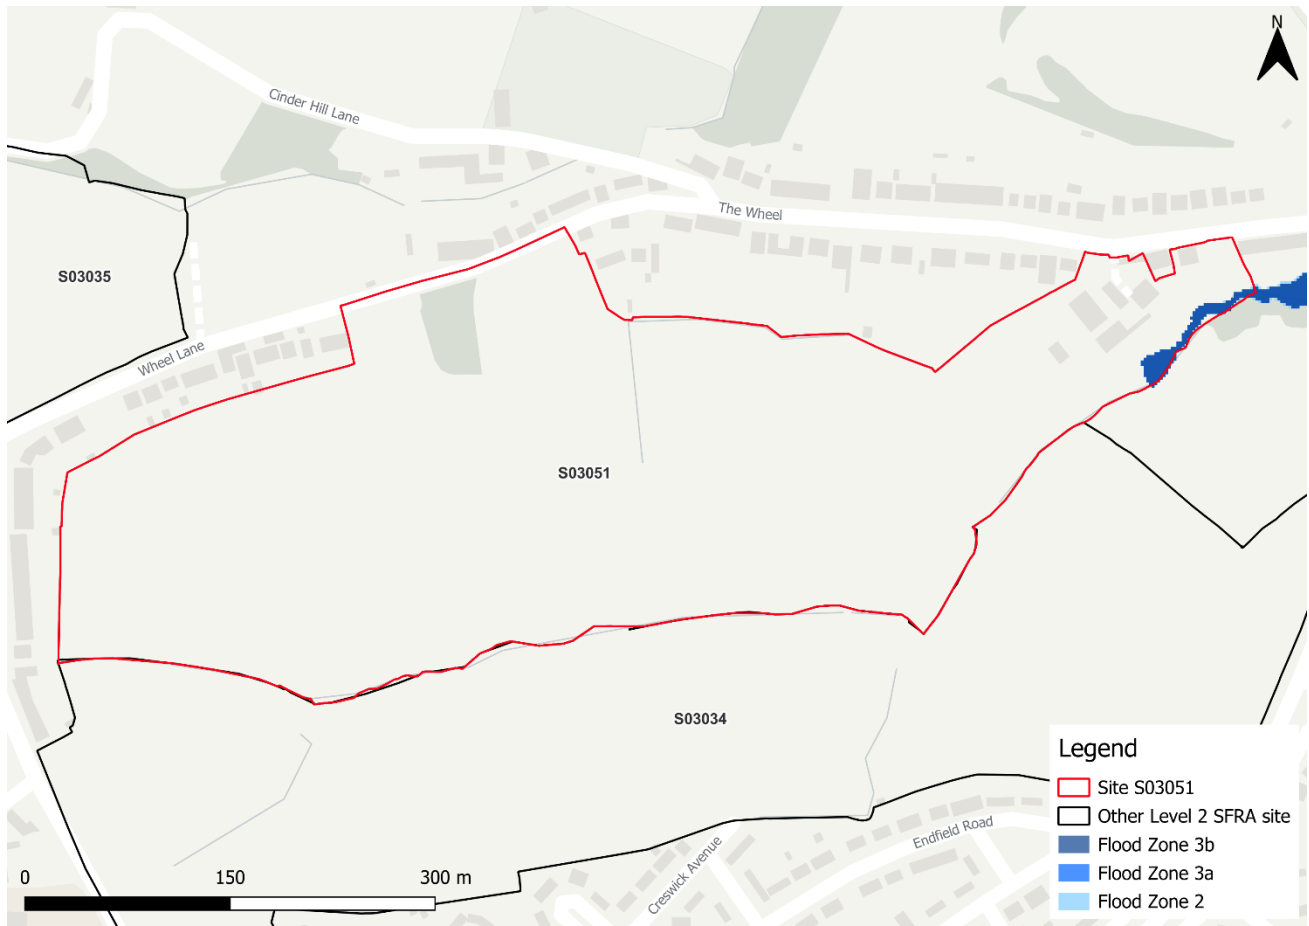 N
Cinder Hill Lane
The Wheel
S03035
Wheel Lane
S03051
S03034
Legend
Site S03051
Other Level 2 SFRA site
Flood Zone 3b
Flood Zone 3a
Flood Zone 2
Endfield Road
Creswick Avenue
0 150 300 m